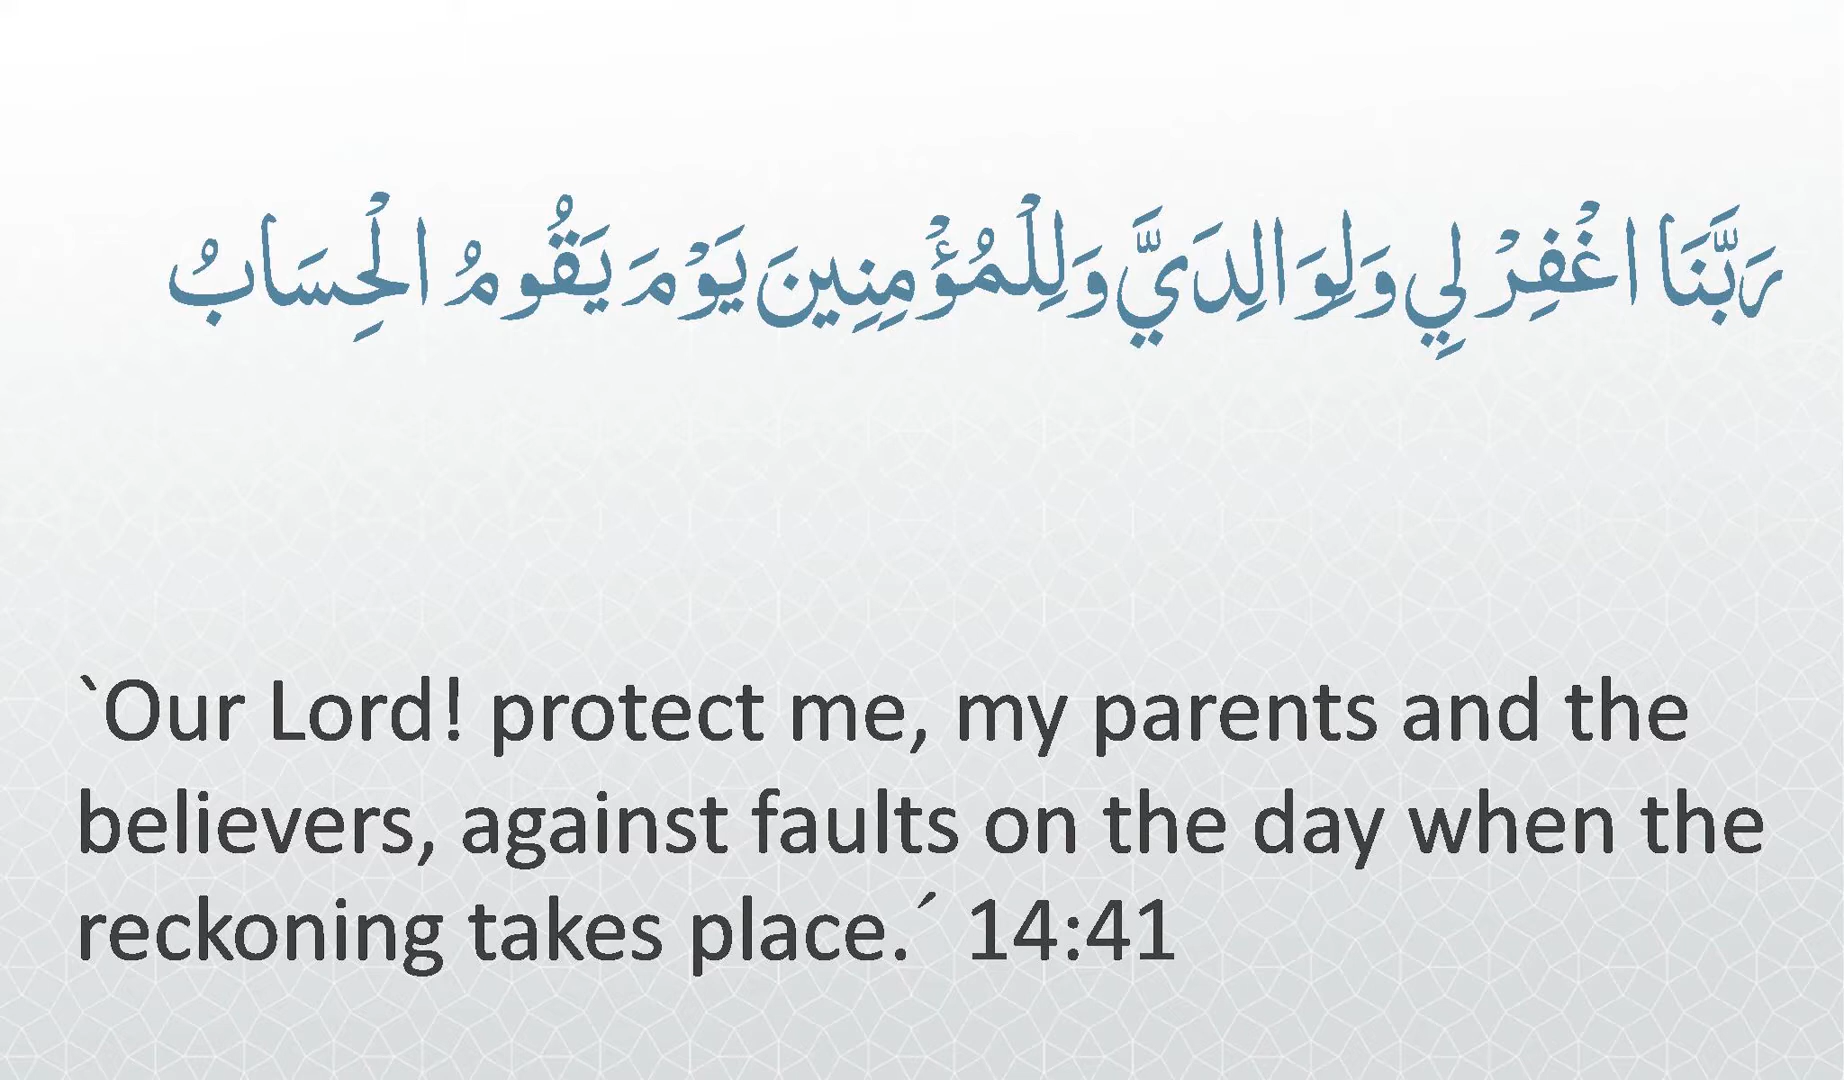 رَبَّنَا اغْفِرْ لِي وَلِوَالِدَيَّ وَلِلْمُؤْمِنِينَ يَوْمَ يَقُومُ الْحِسَابُ
`Our Lord! protect me, my parents and the
believers, against faults on the day when the
reckoning takes place.´ 14:41